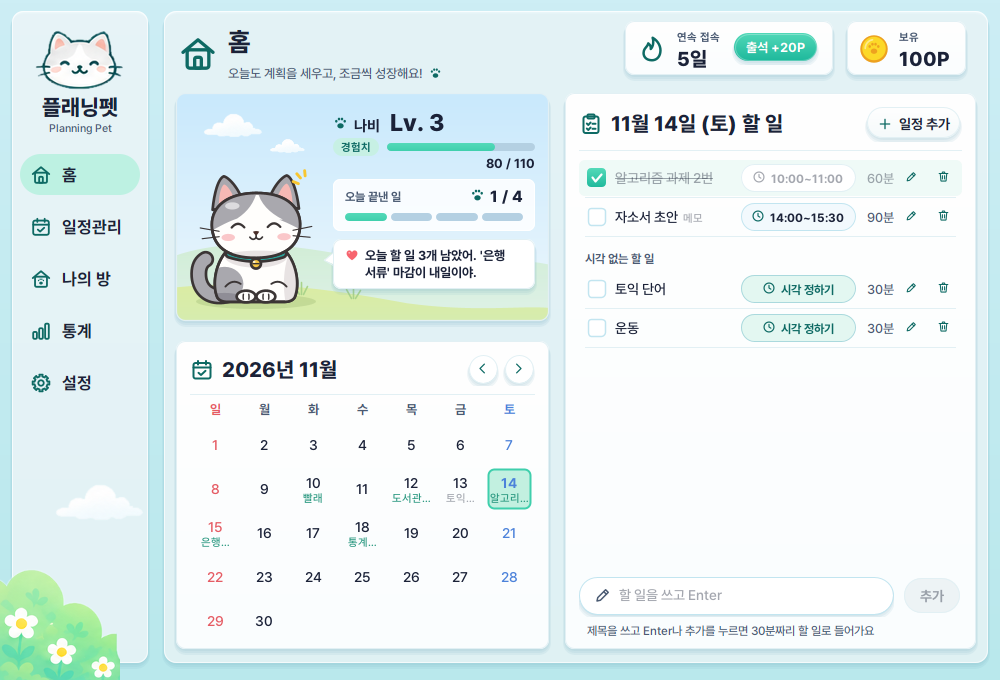 플래닝펫
Planning Pet
홈
일정관리
나의 방
통계
설정
홈
오늘도 계획을 세우고, 조금씩 성장해요!
연속 접속
5일
출석 +20P
보유
100P
나비 Lv. 3
경험치
80 / 110
오늘 끝낸 일 1 / 4
오늘 할 일 3개 남았어. '은행
서류' 마감이 내일이야.
2026년 11월
일 월 화 수 목 금 토
1 2 3 4 5 6 7
8 9 10 11 12 13 14
빨래 도서관... 토익... 알고리...
15 16 17 18 19 20 21
은행... 통계...
22 23 24 25 26 27 28
29 30
11월 14일 (토) 할 일
+ 일정 추가
알고리즘 과제 2번 10:00~11:00 60분
자소서 초안 메모 14:00~15:30 90분
시각 없는 할 일
토익 단어 시각 정하기 30분
운동 시각 정하기 30분
할 일을 쓰고 Enter
추가
제목을 쓰고 Enter나 추가를 누르면 30분짜리 할 일로 들어가요